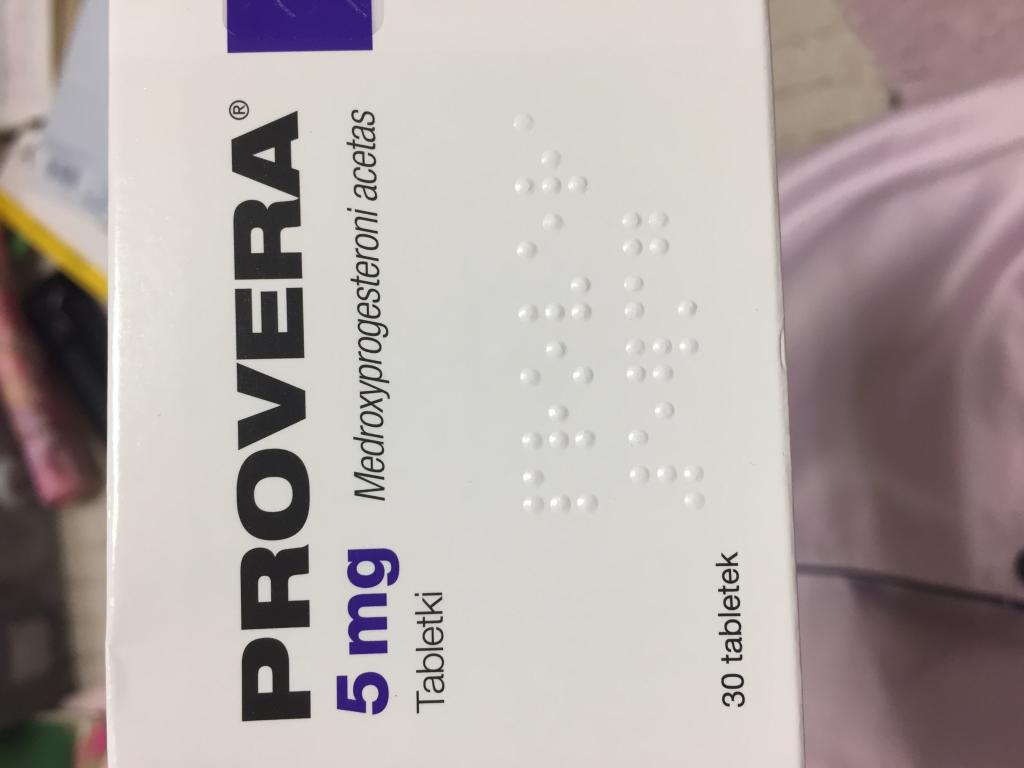 PROVERA®
5 mg Medroxyprogesteroni acetas
Tabletki
⠏⠗⠕⠧⠑⠗⠁
⠼⠑⠻⠍⠛
30 tabletek